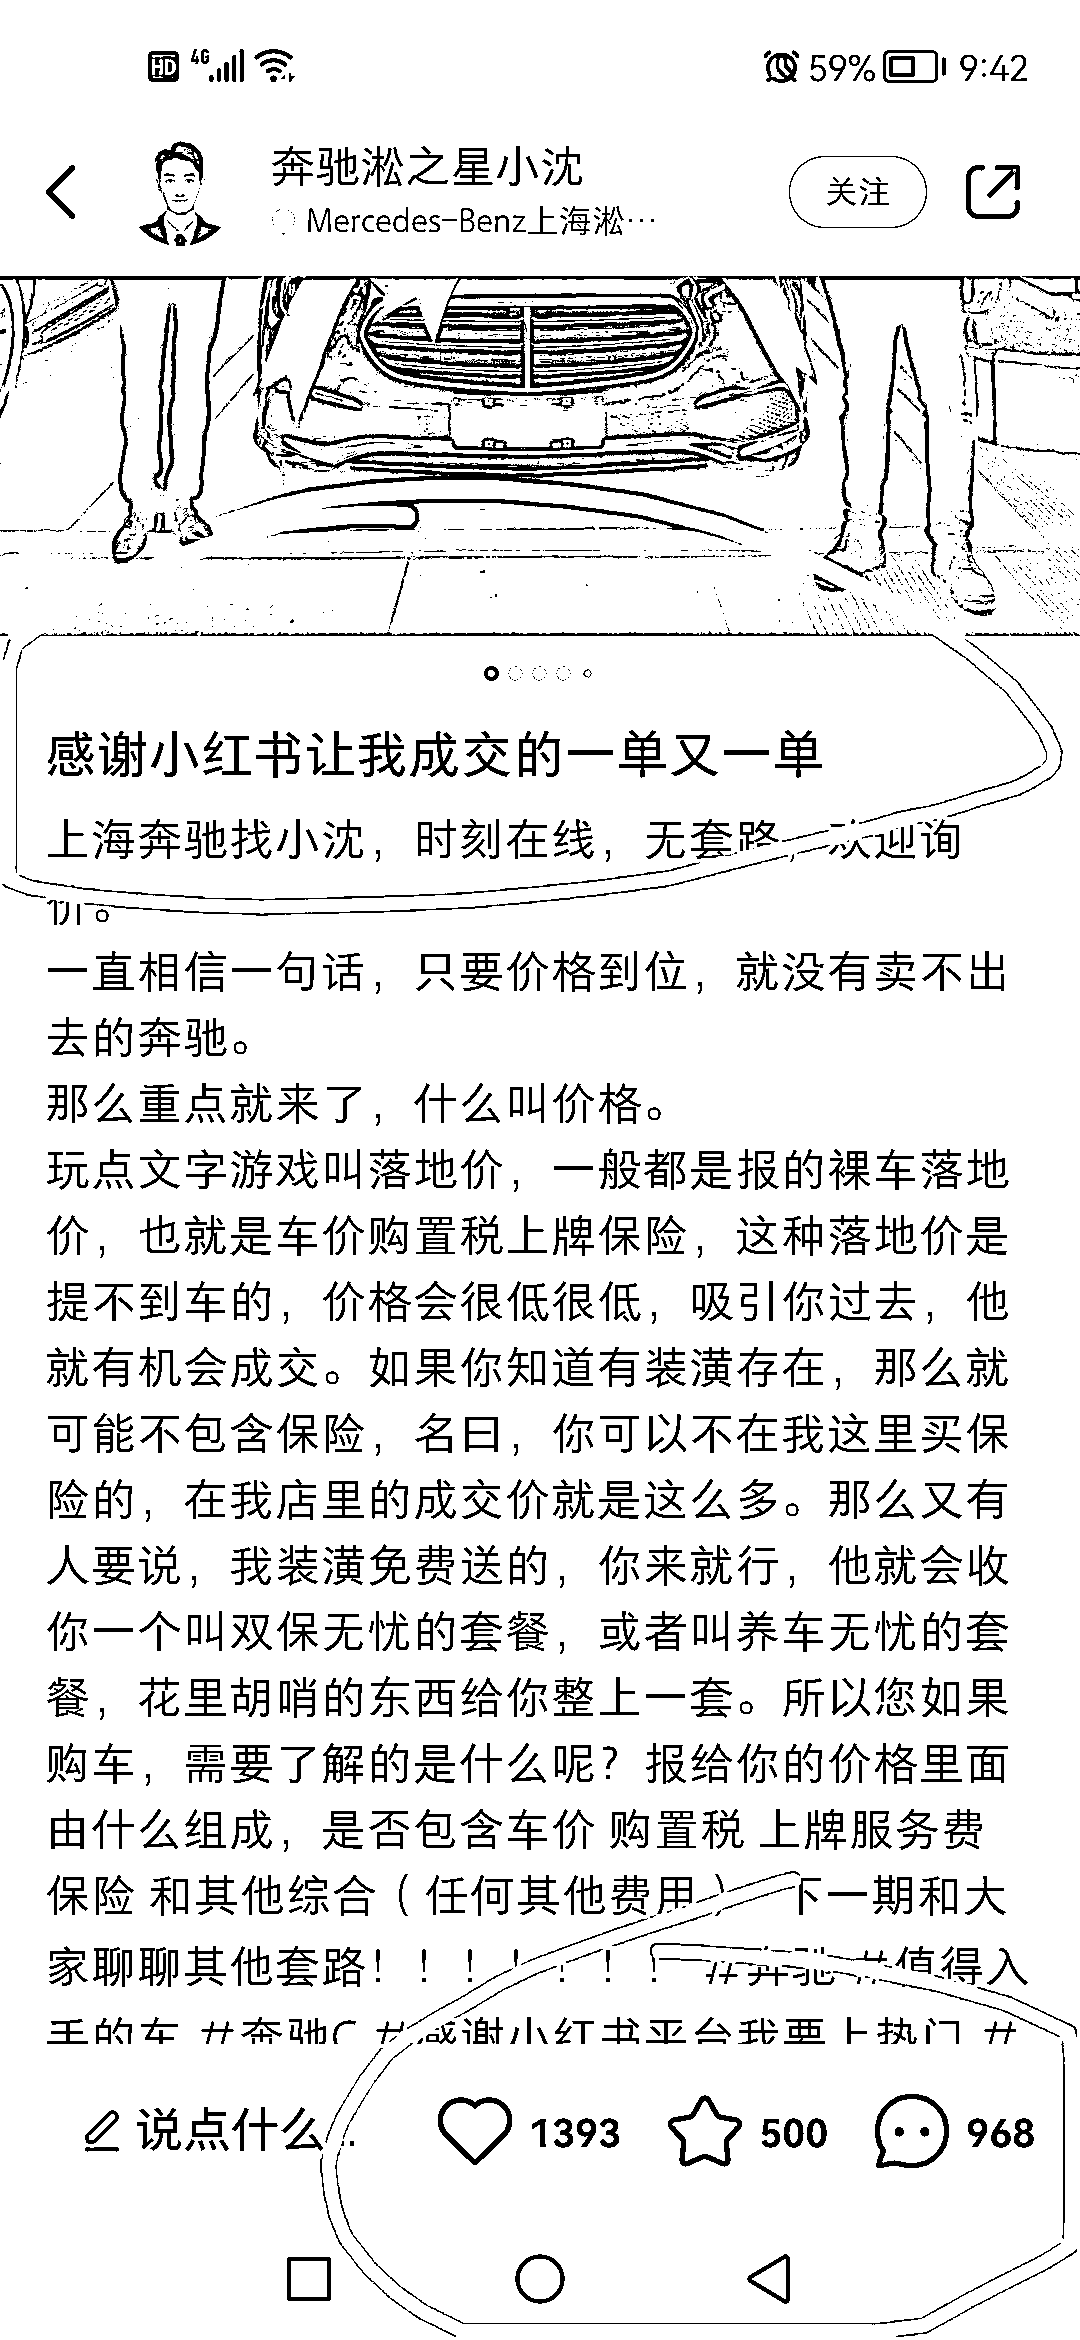 HD 4G 59% 9:42
奔驰淞之星小沈
关注
Mercedes-Benz上海淞···
感谢小红书让我成交的一单又一单
上海奔驰找小沈，时刻在线，无套路，欢迎询
价。
一直相信一句话，只要价格到位，就没有卖不出
去的奔驰。
那么重点就来了，什么叫价格。
玩点文字游戏叫落地价，一般都是报的裸车落地
价，也就是车价购置税上牌保险，这种落地价是
提不到车的，价格会很低很低，吸引你过去，他
就有机会成交。如果你知道有装潢存在，那么就
可能不包含保险，名曰，你可以不在我这里买保
险的，在我店里的成交价就是这么多。那么又有
人要说，我装潢免费送的，你来就行，他就会收
你一个叫双保无忧的套餐，或者叫养车无忧的套
餐，花里胡哨的东西给你整上一套。所以您如果
购车，需要了解的是什么呢？报给你的价格里面
由什么组成，是否包含车价 购置税 上牌服务费
保险 和其他综合（任何其他费用） 下一期和大
家聊聊其他套路！！！！！！！ #奔驰 #值得入
手的车 #奔驰C #感谢小红书平台我要上热门 #
说点什么...
1393
500
968